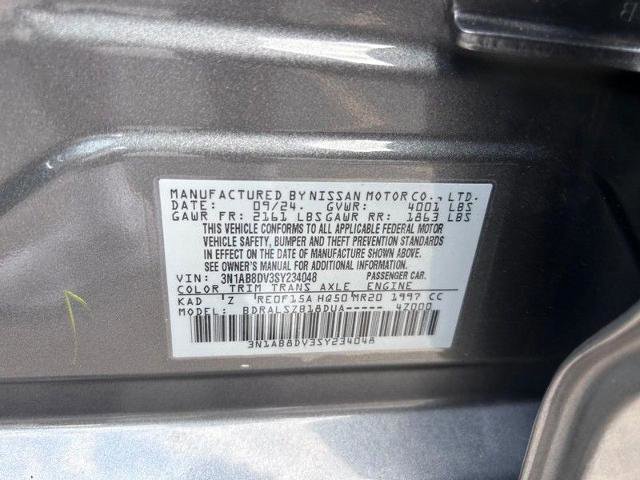 MANUFACTURED BY NISSAN MOTOR CO., LTD.
DATE: 09/24. GVWR: 4001 LBS
GAWR FR: 2161 LBS GAWR RR: 1863 LBS
THIS VEHICLE CONFORMS TO ALL APPLICABLE FEDERAL MOTOR
VEHICLE SAFETY, BUMPER AND THEFT PREVENTION STANDARDS
IN EFFECT ON THE DATE OF MANUFACTURE SHOWN ABOVE.
SEE OWNER'S MANUAL FOR ADDITIONAL INFORMATION.
VIN: 3N1AB8DV3SY234048 PASSENGER CAR.
COLOR TRIM TRANS AXLE ENGINE
KAD Z RE0F15A HQ50 MR20 1997 CC
MODEL: BDRALSZB18DUA----- 4Z000
3N1AB8DV3SY234048